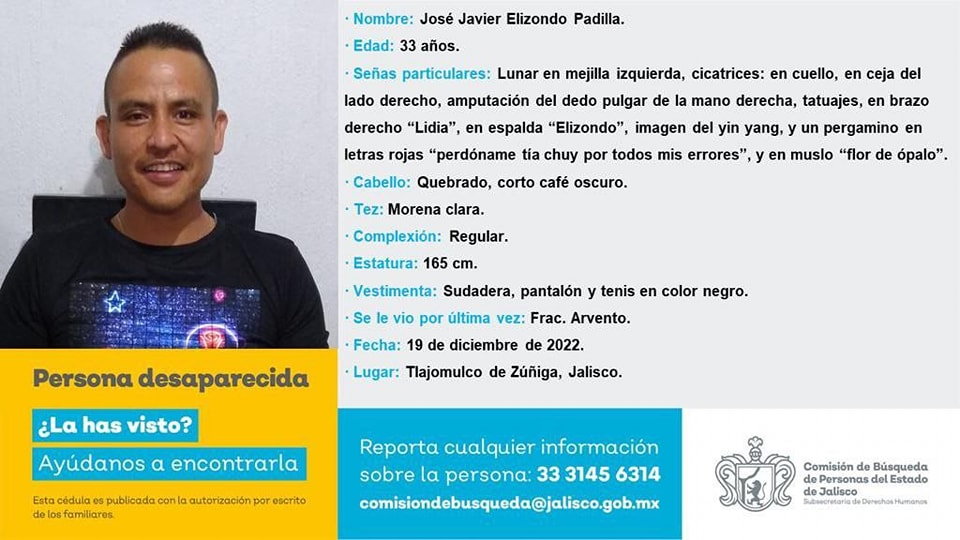 · Nombre: José Javier Elizondo Padilla.
· Edad: 33 años.
· Señas particulares: Lunar en mejilla izquierda, cicatrices: en cuello, en ceja del
lado derecho, amputación del dedo pulgar de la mano derecha, tatuajes, en brazo
derecho “Lidia”, en espalda “Elizondo”, imagen del yin yang, y un pergamino en
letras rojas “perdóname tía chuy por todos mis errores”, y en muslo “flor de ópalo”.
· Cabello: Quebrado, corto café oscuro.
· Tez: Morena clara.
· Complexión: Regular.
· Estatura: 165 cm.
· Vestimenta: Sudadera, pantalón y tenis en color negro.
· Se le vio por última vez: Frac. Arvento.
· Fecha: 19 de diciembre de 2022.
· Lugar: Tlajomulco de Zúñiga, Jalisco.
Persona desaparecida
¿La has visto?
Ayúdanos a encontrarla
Esta cédula es publicada con la autorización por escrito
de los familiares.
Reporta cualquier información
sobre la persona: 33 3145 6314
comisiondebusqueda@jalisco.gob.mx
Comisión de Búsqueda
de Personas del Estado
de Jalisco
Subsecretaría de Derechos Humanos